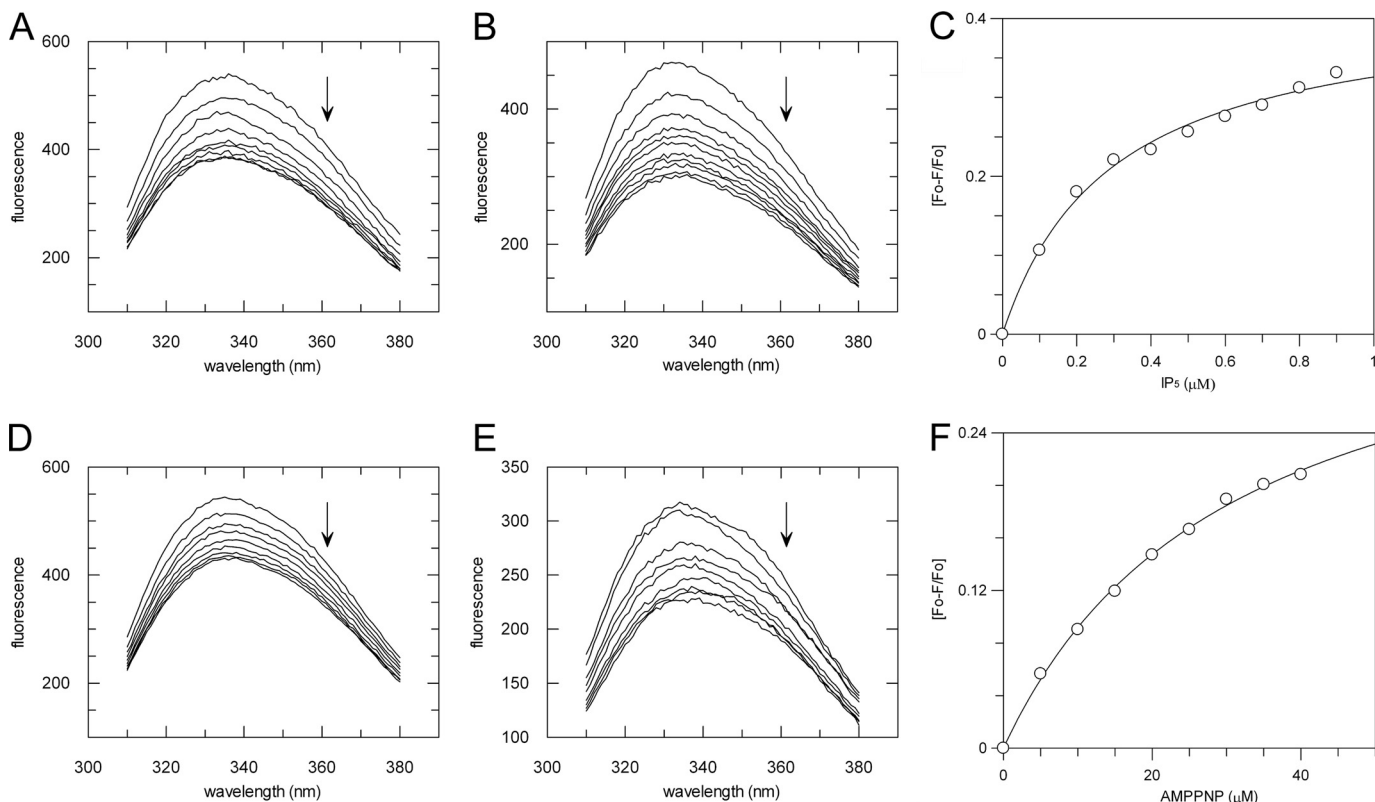 A
600
400
200
fluorescence
300
320
340
360
380
wavelength (nm)
B
400
200
fluorescence
300
320
340
360
380
wavelength (nm)
C
0.4
0.2
0
[Fo-F/Fo]
0
0.2
0.4
0.6
0.8
1
IP₅ (μM)
D
600
400
200
fluorescence
300
320
340
360
380
wavelength (nm)
E
350
300
250
200
150
100
fluorescence
300
320
340
360
380
wavelength (nm)
F
0.24
0.12
0
[Fo-F/Fo]
0
20
40
AMPPNP (μM)